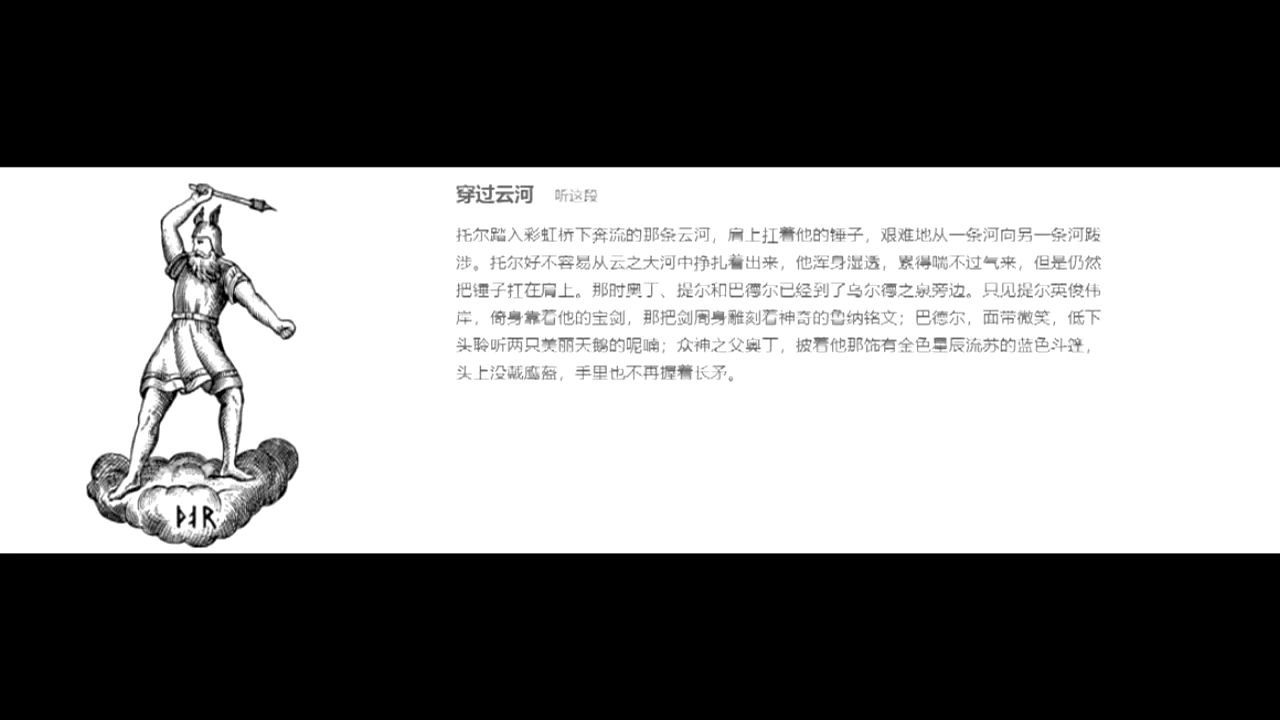 穿过云河 听这段
托尔踏入彩虹桥下奔流的那条云河，肩上扛着他的锤子，艰难地从一条河向另一条河跋
涉。托尔好不容易从云之大河中挣扎着出来，他浑身湿透，累得喘不过气来，但是仍然
把锤子扛在肩上。那时奥丁、提尔和巴德尔已经到了乌尔德之泉旁边。只见提尔英俊伟
岸，倚身靠着他的宝剑，那把剑周身雕刻着神奇的鲁纳铭文；巴德尔，面带微笑，低下
头聆听两只美丽天鹅的呢喃；众神之父奥丁，披着他那饰有金色星辰流苏的蓝色斗篷，
头上没戴鹰盔，手里也不再握着长矛。